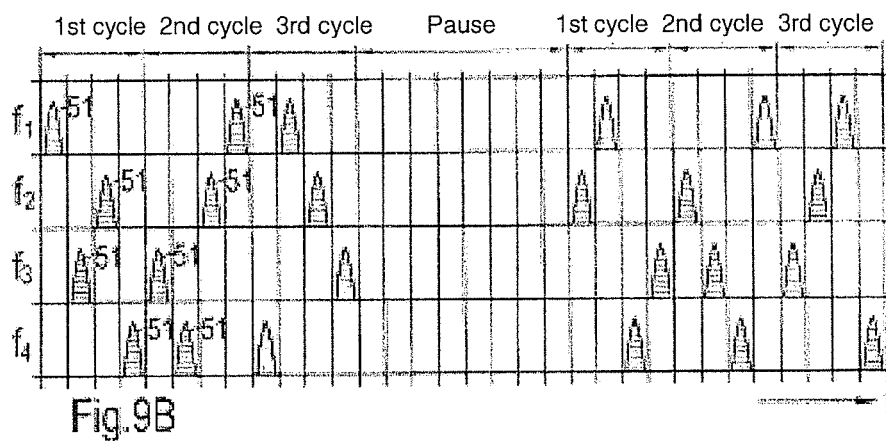 1st cycle 2nd cycle 3rd cycle Pause 1st cycle 2nd cycle 3rd cycle
f1 51 51
f2 51 51
f3 51 51
f4 51 51
Fig.9B